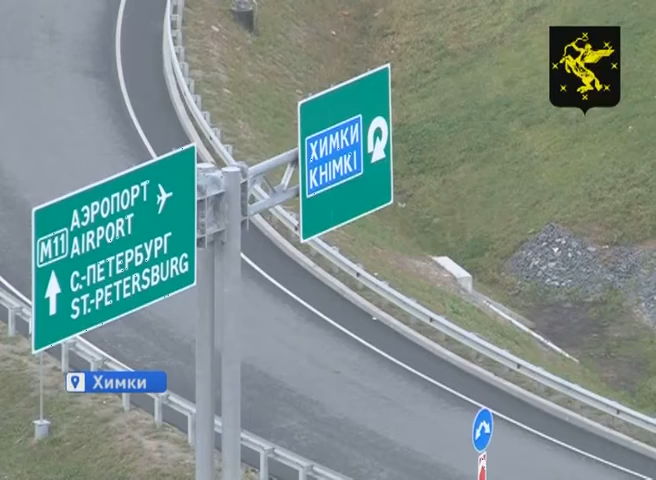 ХИМКИ
KHIMKI
АЭРОПОРТ
M11
AIRPORT
С.-ПЕТЕРБУРГ
ST.-PETERSBURG
Химки